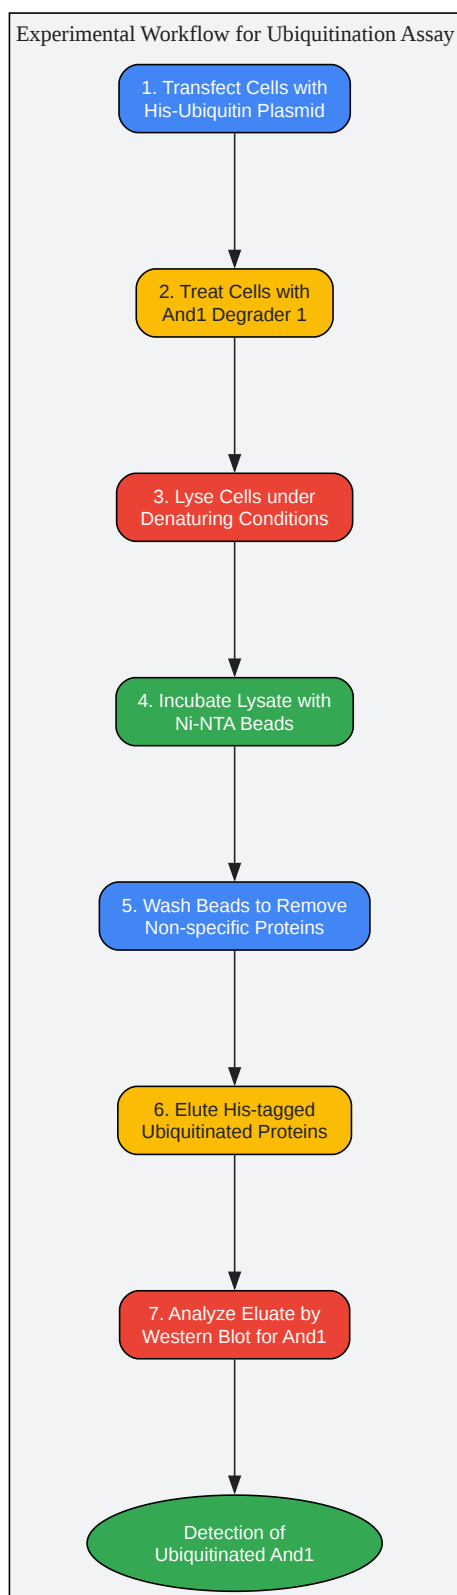 Experimental Workflow for Ubiquitination Assay
1. Transfect Cells with
His-Ubiquitin Plasmid
2. Treat Cells with
And1 Degrader 1
3. Lyse Cells under
Denaturing Conditions
4. Incubate Lysate with
Ni-NTA Beads
5. Wash Beads to Remove
Non-specific Proteins
6. Elute His-tagged
Ubiquitinated Proteins
7. Analyze Eluate by
Western Blot for And1
Detection of
Ubiquitinated And1